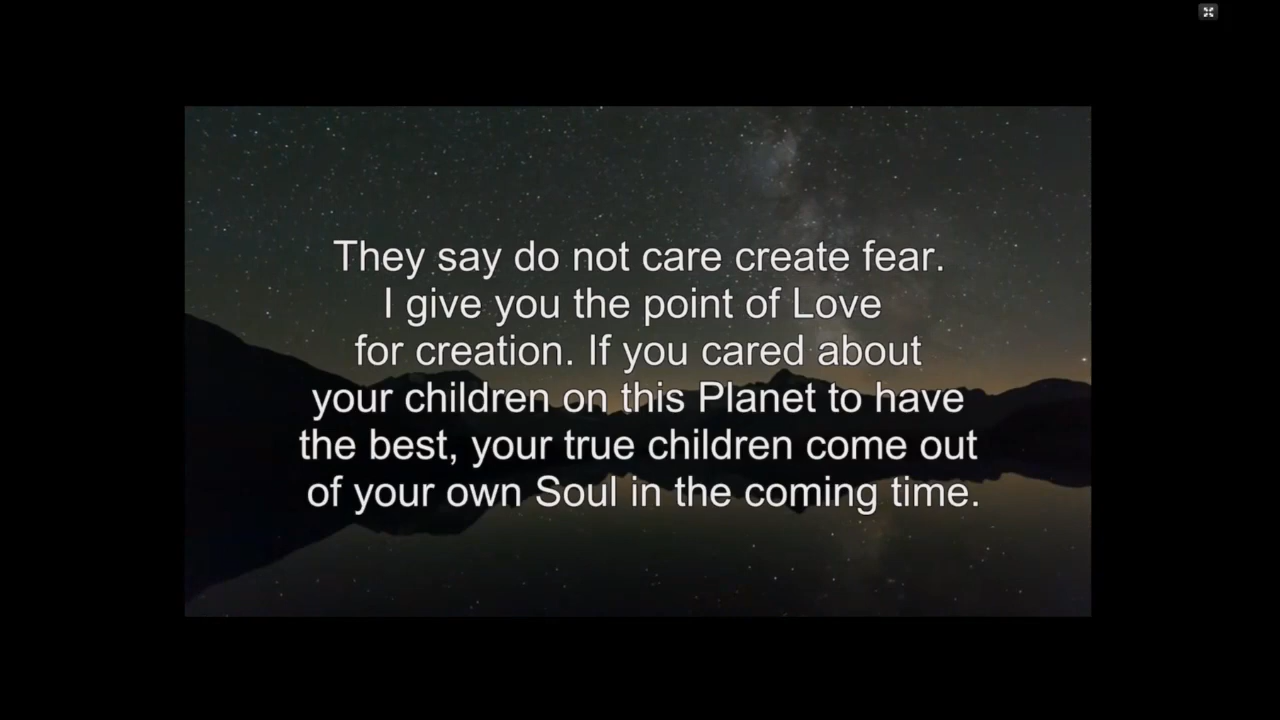 They say do not care create fear.
I give you the point of Love
for creation. If you cared about
your children on this Planet to have
the best, your true children come out
of your own Soul in the coming time.